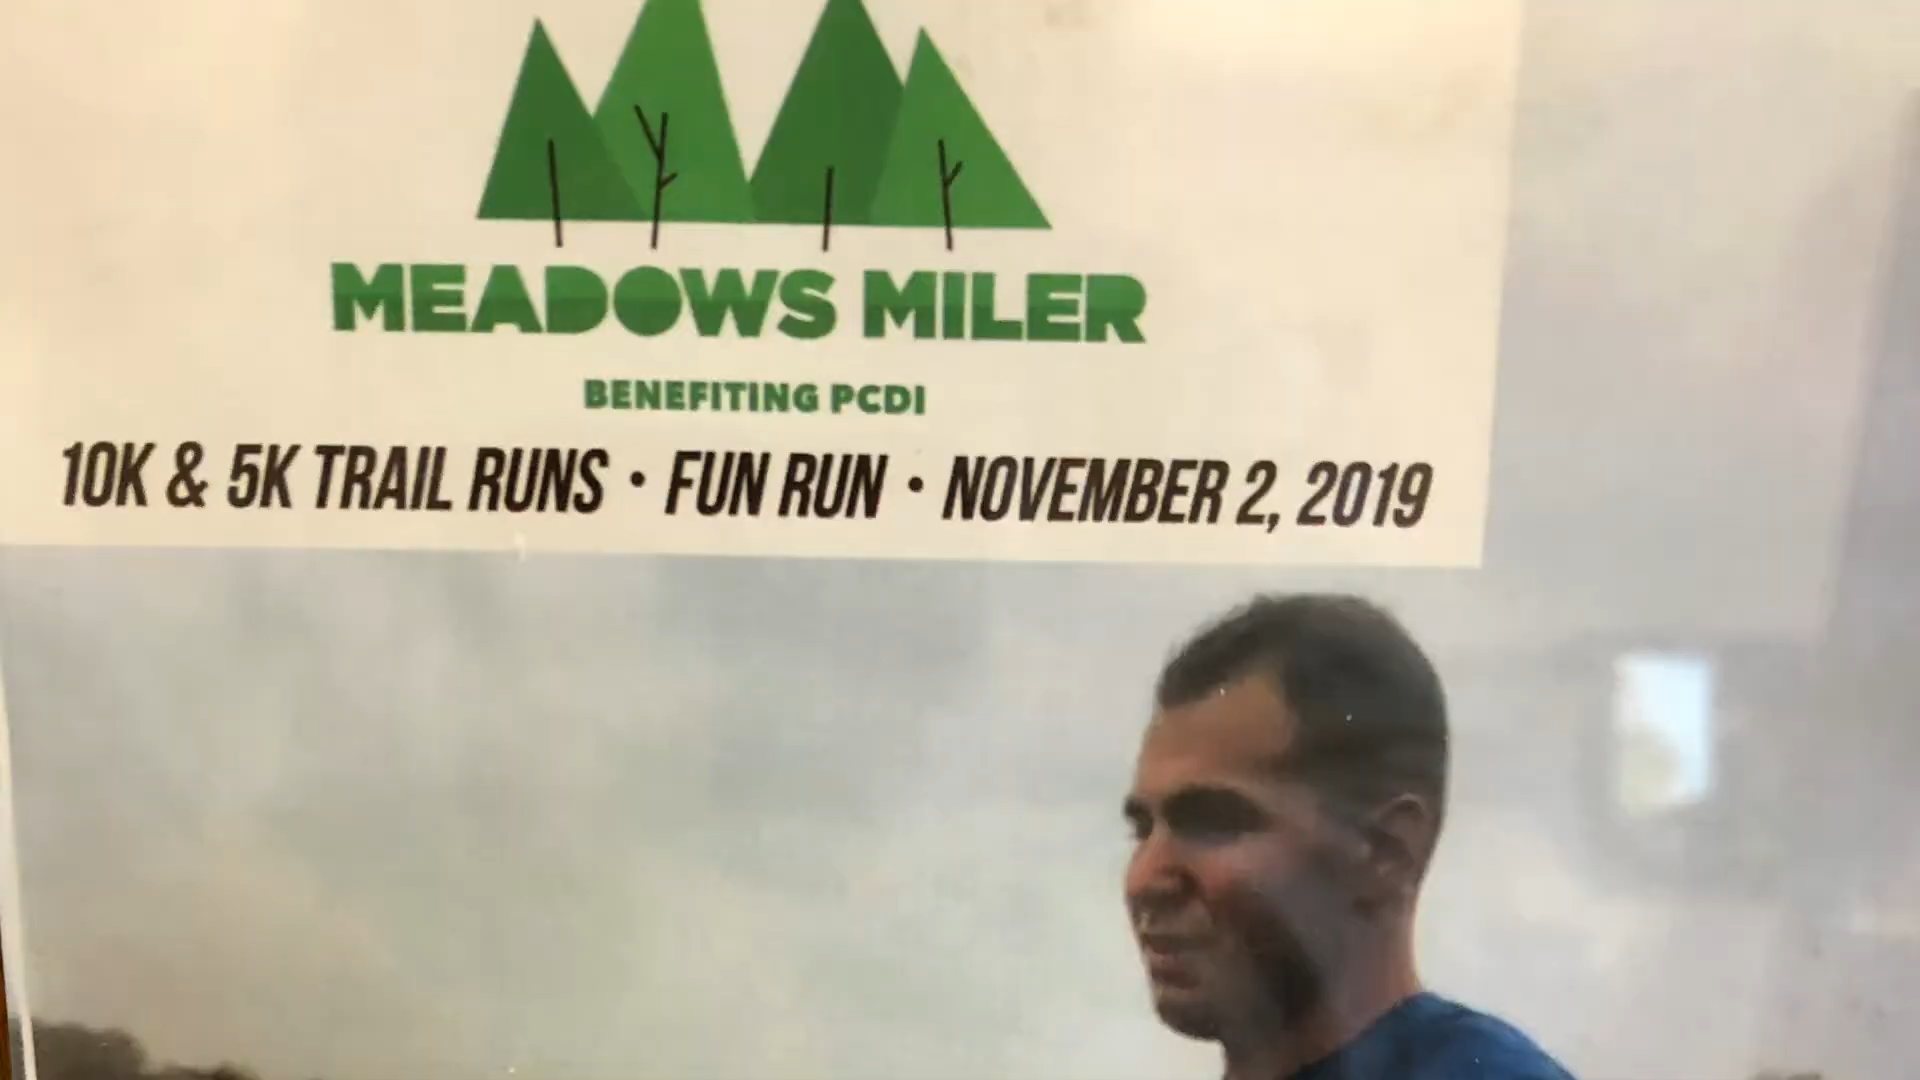 MEADOWS MILER
BENEFITING PCDI
10K & 5K TRAIL RUNS • FUN RUN • NOVEMBER 2, 2019